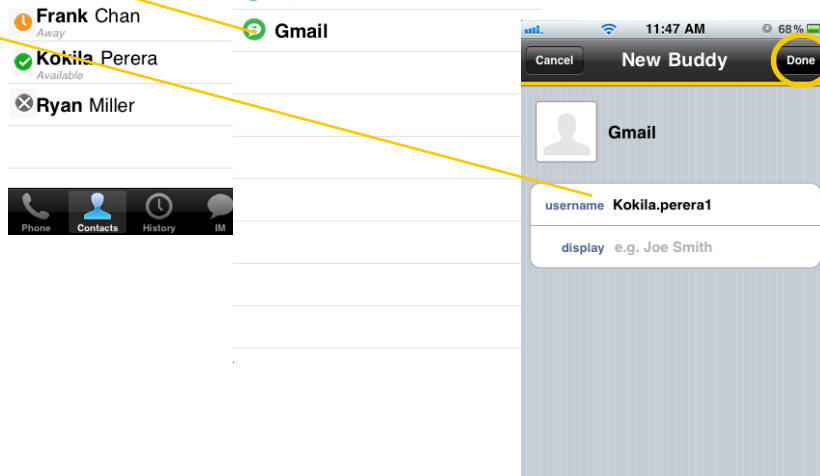 Frank Chan
Away
Kokila Perera
Available
Ryan Miller
Phone
Contacts
History
IM
Gmail
11:47 AM
68%
Cancel
New Buddy
Done
Gmail
username Kokila.perera1
display e.g. Joe Smith